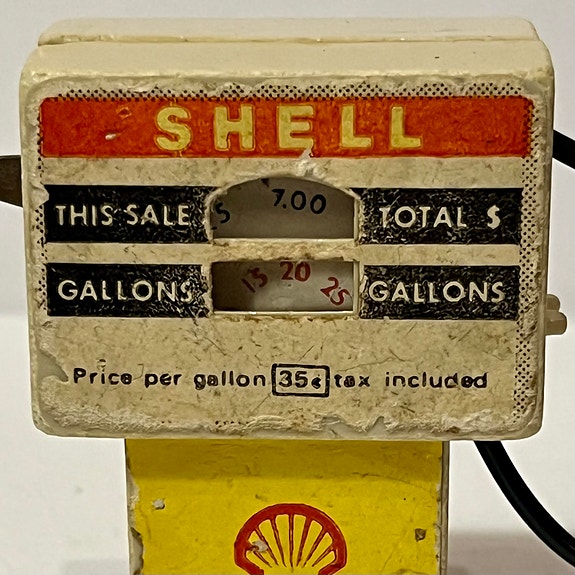 SHELL
THIS SALE 7.00 TOTAL $
GALLONS 15 20 25 GALLONS
Price per gallon 35¢ tax included